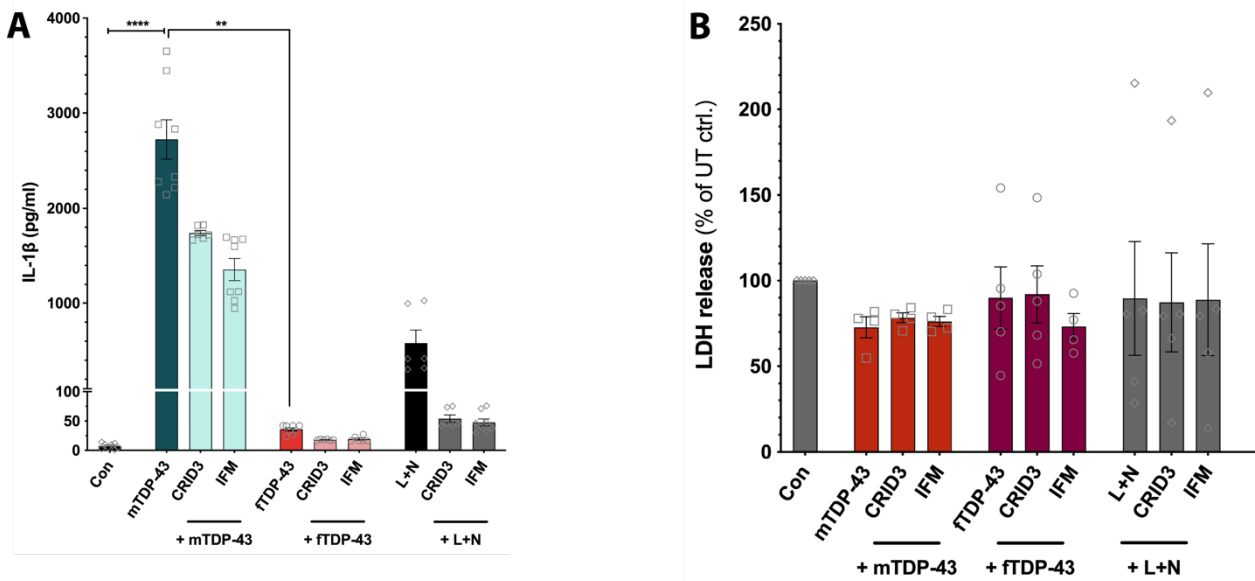 A
****
**
IL-1β (pg/ml)
4000
3000
2000
1000
100
50
0
Con
mTDP-43
CRID3
IFM
fTDP-43
CRID3
IFM
L+N
CRID3
IFM
+ mTDP-43
+ fTDP-43
+ L+N
B
LDH release (% of UT ctrl.)
250
200
150
100
50
0
Con
mTDP-43
CRID3
IFM
fTDP-43
CRID3
IFM
L+N
CRID3
IFM
+ mTDP-43
+ fTDP-43
+ L+N